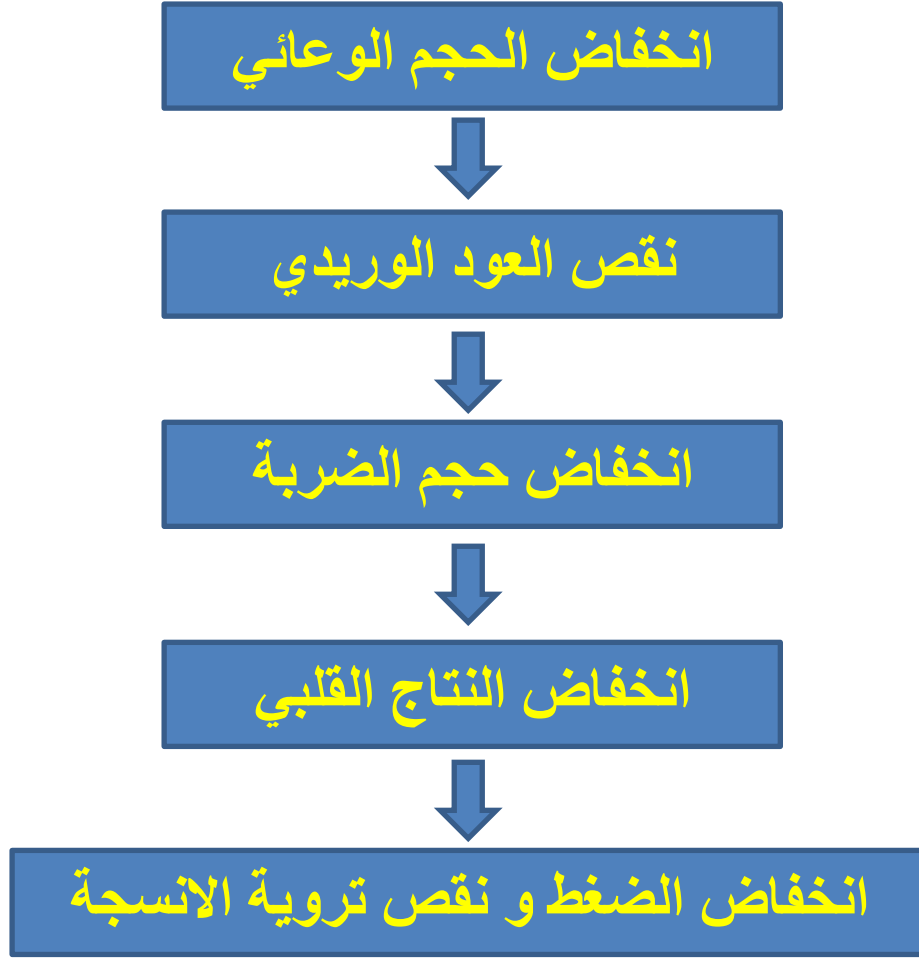 انخفاض الحجم الوعائي
نقص العود الوريدي
انخفاض حجم الضربة
انخفاض النتاج القلبي
انخفاض الضغط و نقص تروية الانسجة